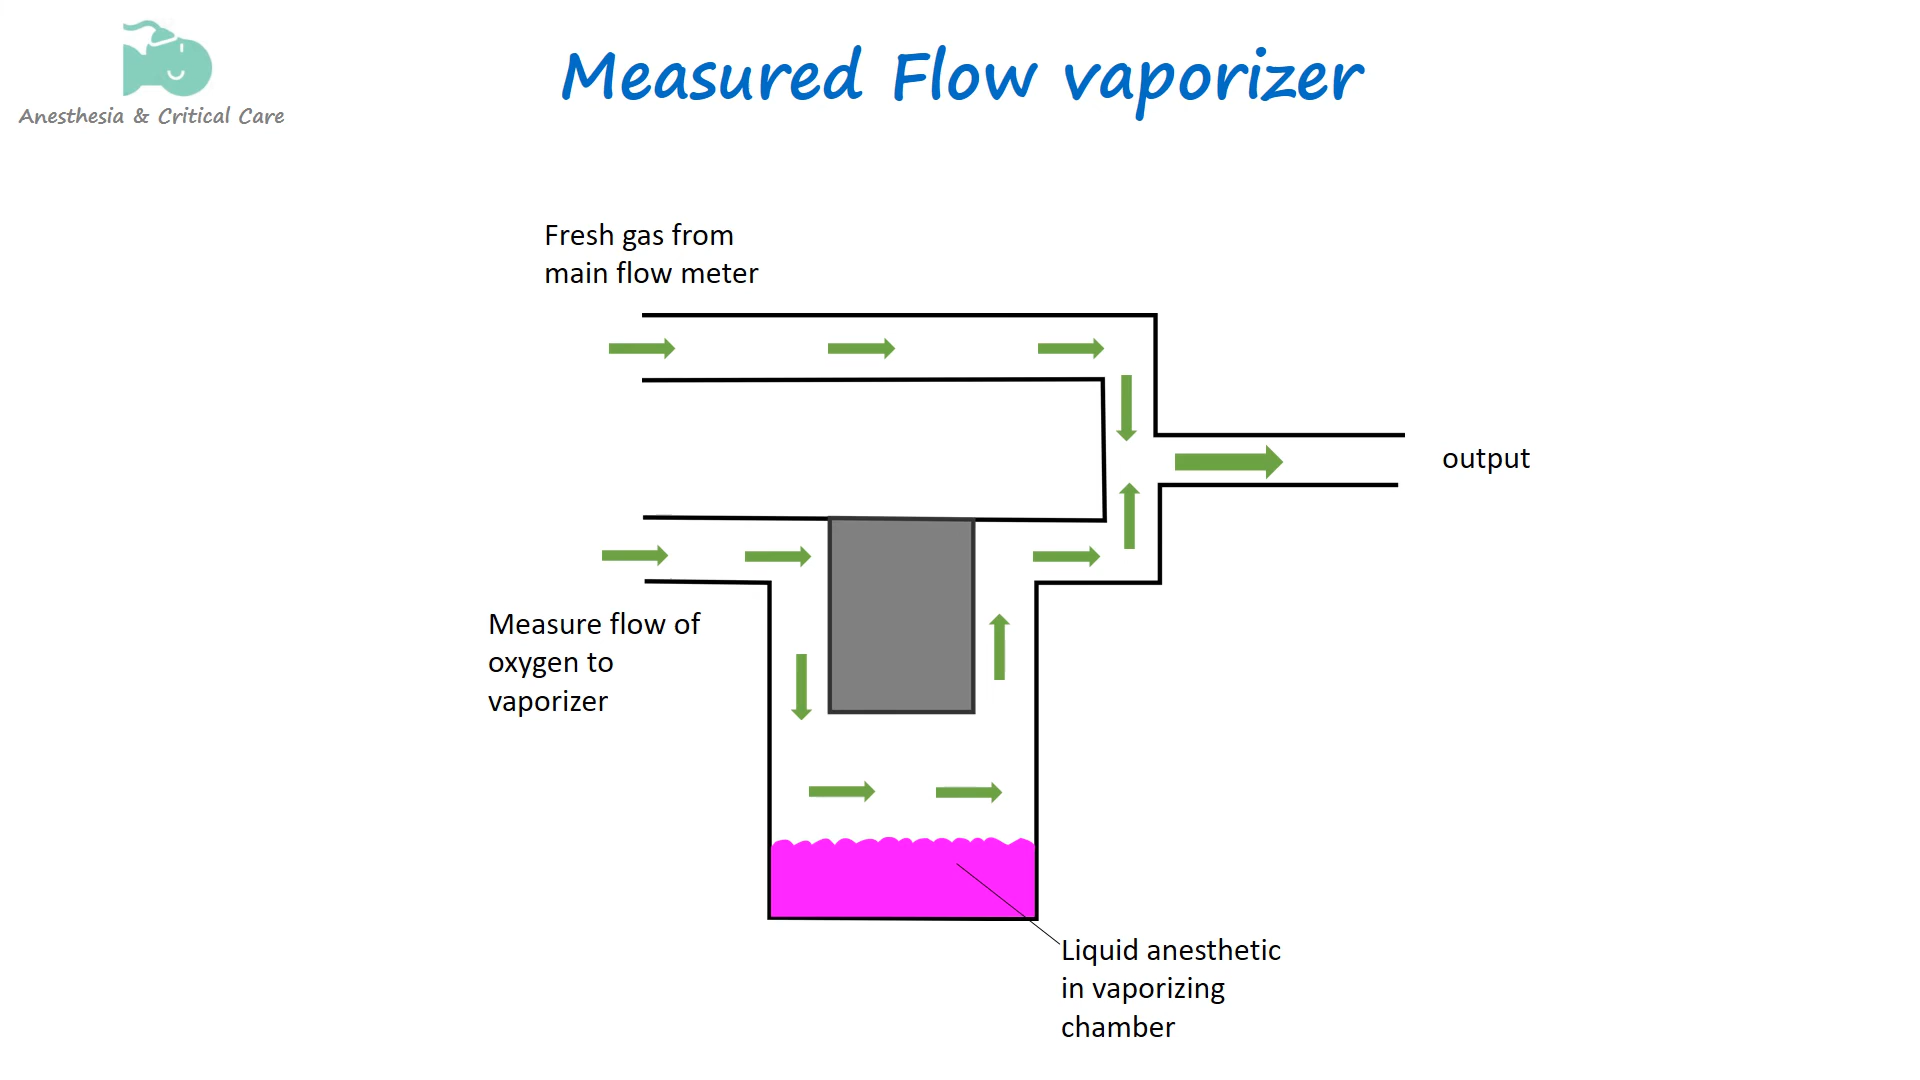 Anesthesia & Critical Care
Measured Flow vaporizer
Fresh gas from
main flow meter
output
Measure flow of
oxygen to
vaporizer
Liquid anesthetic
in vaporizing
chamber